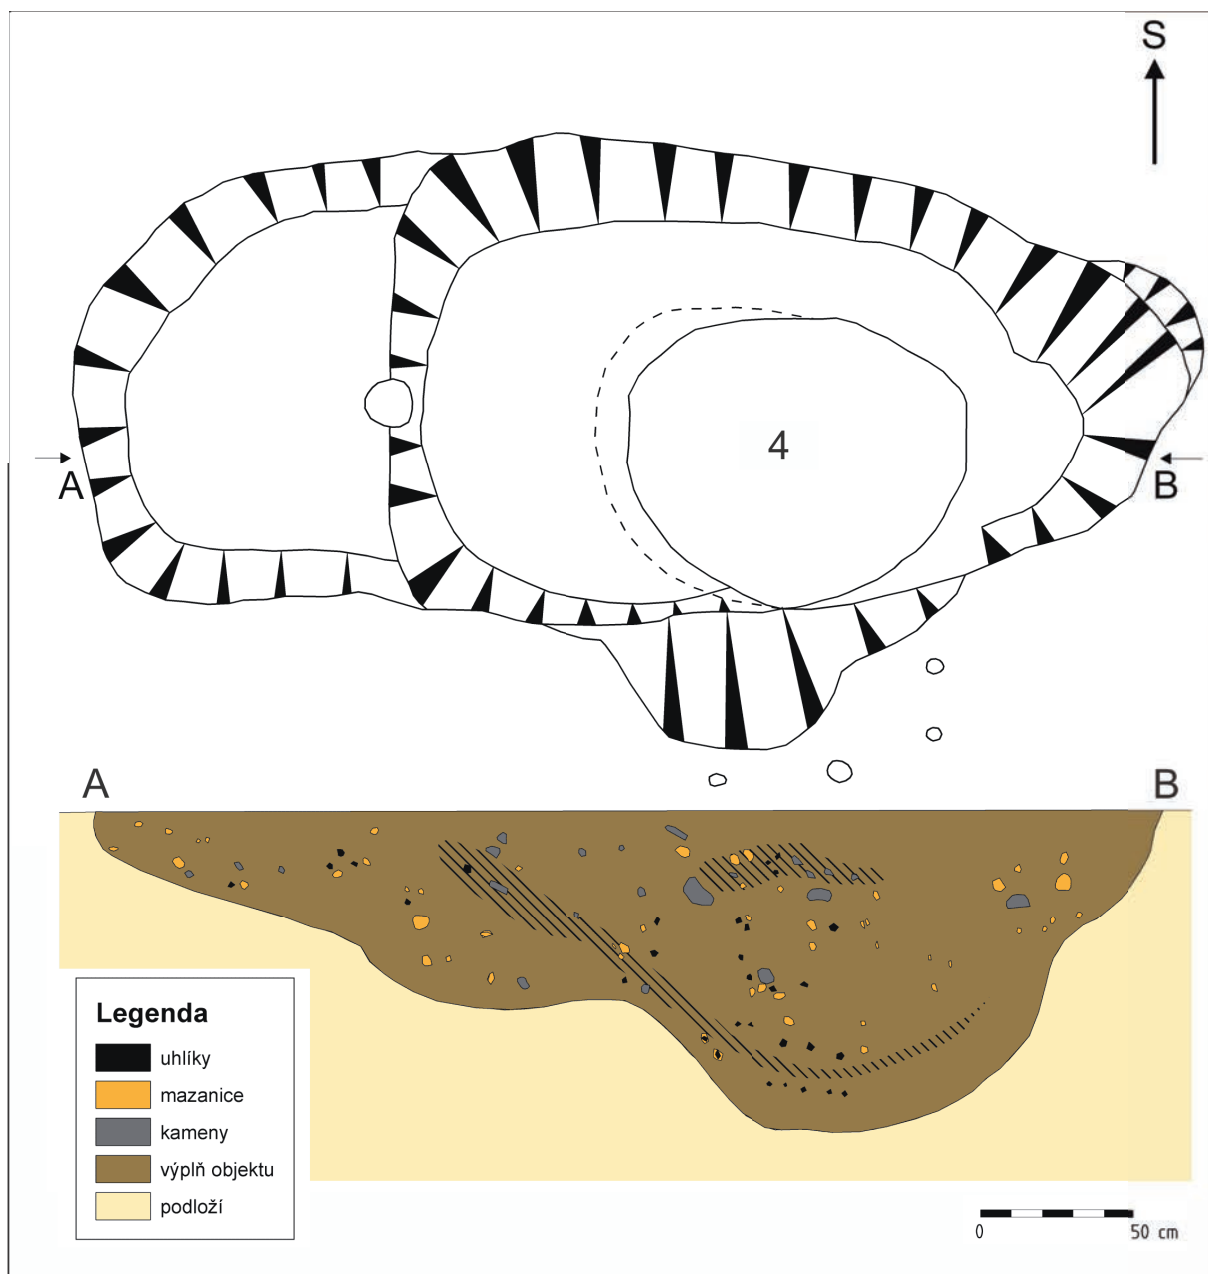 S
4
A
B
A
B
Legenda
uhlíky
mazanice
kameny
výplň objektu
podloží
0
50 cm